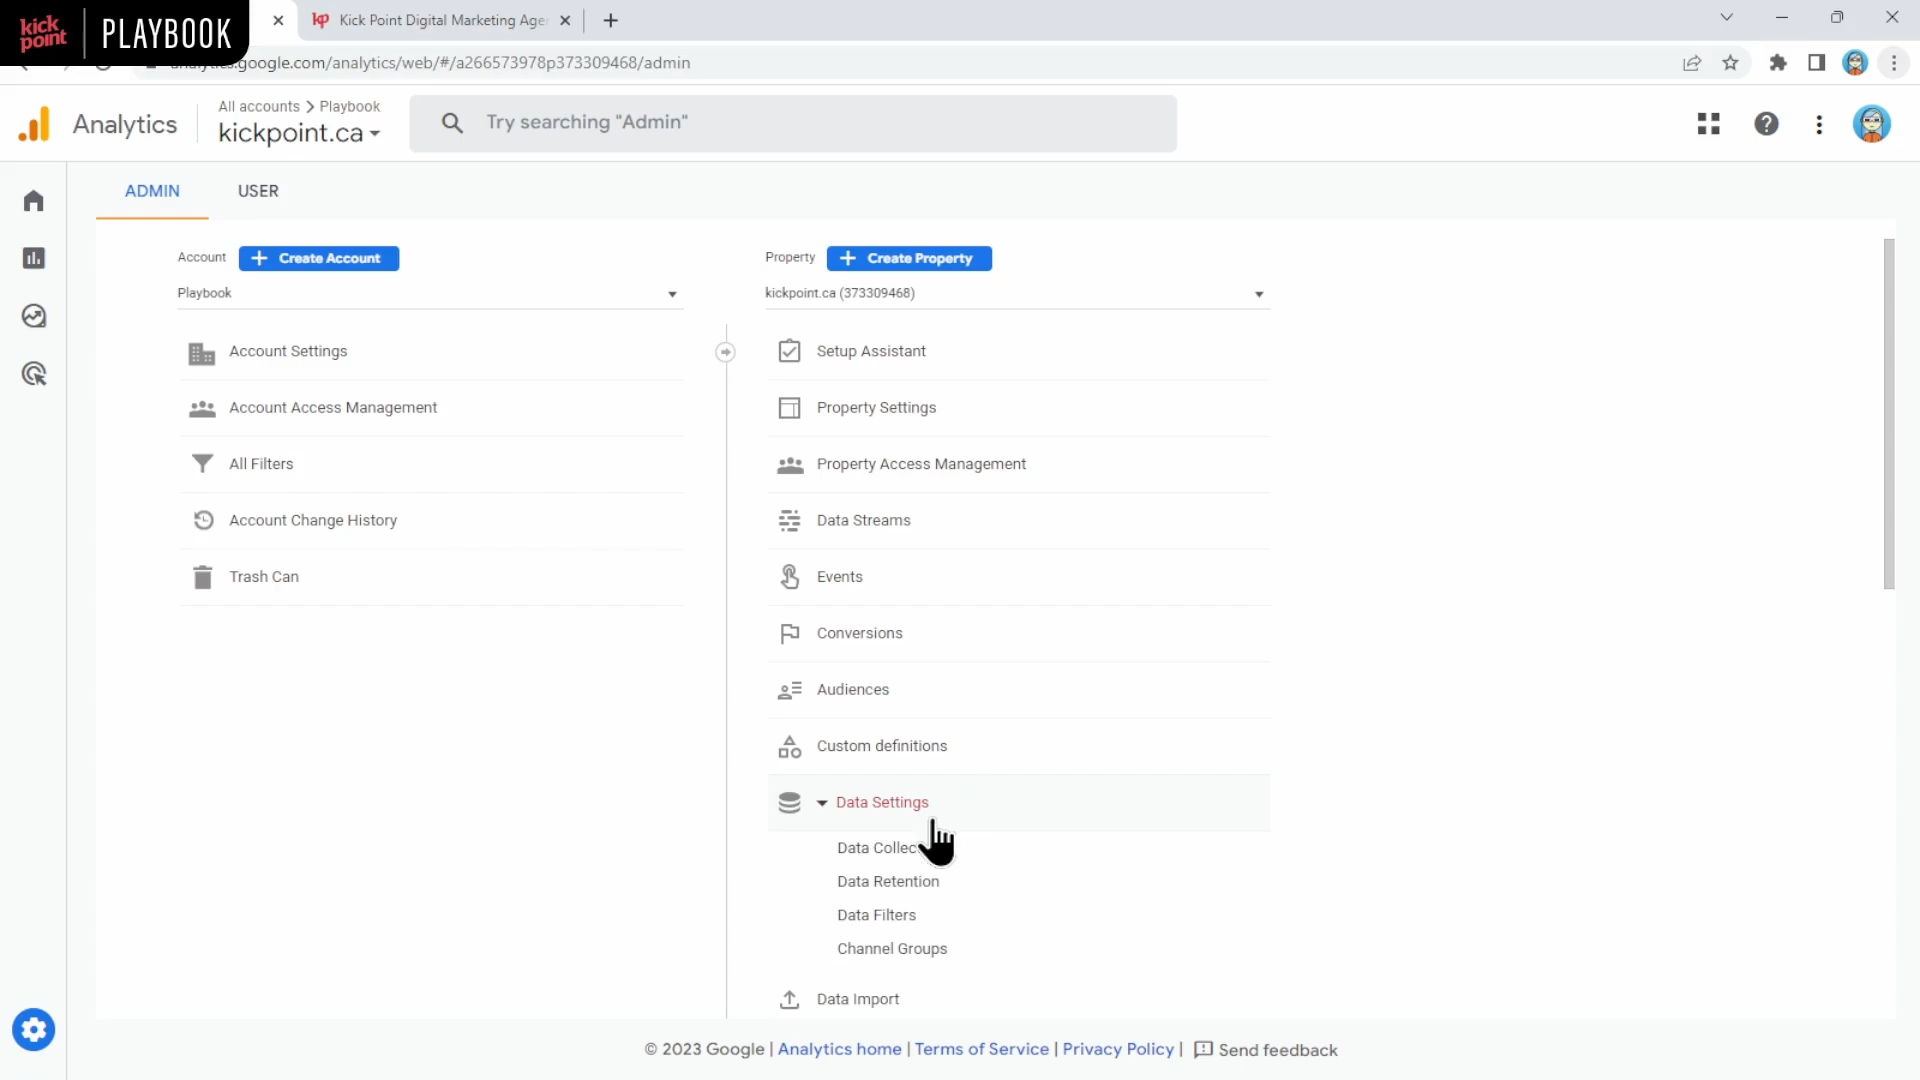 kick
point
PLAYBOOK
Kick Point Digital Marketing Age
google.com/analytics/web/#/a266573978p373309468/admin
Analytics
All accounts > Playbook
kickpoint.ca
Try searching "Admin"
ADMIN
USER
Account
+ Create Account
Playbook
Account Settings
Account Access Management
All Filters
Account Change History
Trash Can
Property
+ Create Property
kickpoint.ca (373309468)
Setup Assistant
Property Settings
Property Access Management
Data Streams
Events
Conversions
Audiences
Custom definitions
Data Settings
Data Collec
Data Retention
Data Filters
Channel Groups
Data Import
© 2023 Google | Analytics home | Terms of Service | Privacy Policy | Send feedback